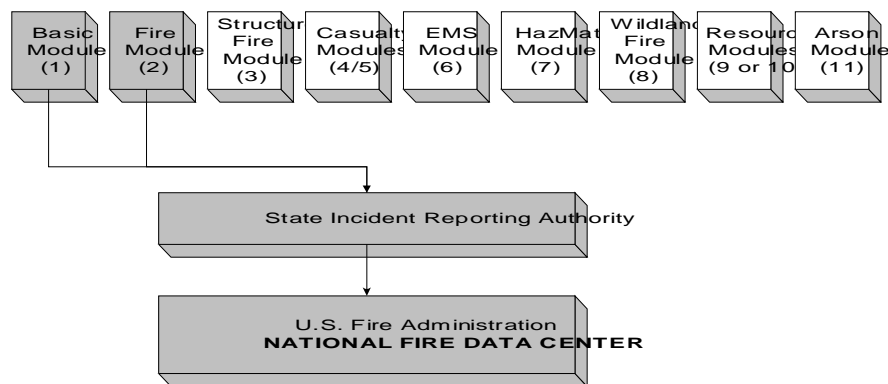 Basic
Module
(1)
Fire
Module
(2)
Structur
Fire
Module
(3)
Casualty
Modules
(4/5)
EMS
Module
(6)
HazMat
Module
(7)
Wildland
Fire
Module
(8)
Resourc
Modules
(9 or 10
Arson
Module
(11)
State Incident Reporting Authority
U.S. Fire Administration
NATIONAL FIRE DATA CENTER